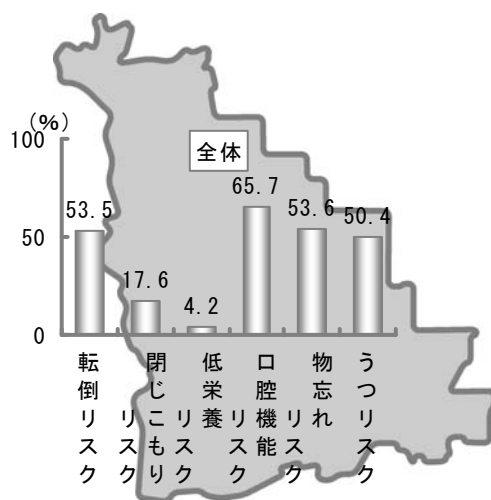 (%)
100
50
0
全体
53.5
17.6
4.2
65.7
53.6
50.4
転倒リスク
閉じこもり
リスク
低栄養
リスク
口腔機能
リスク
物忘れ
リスク
うつリスク